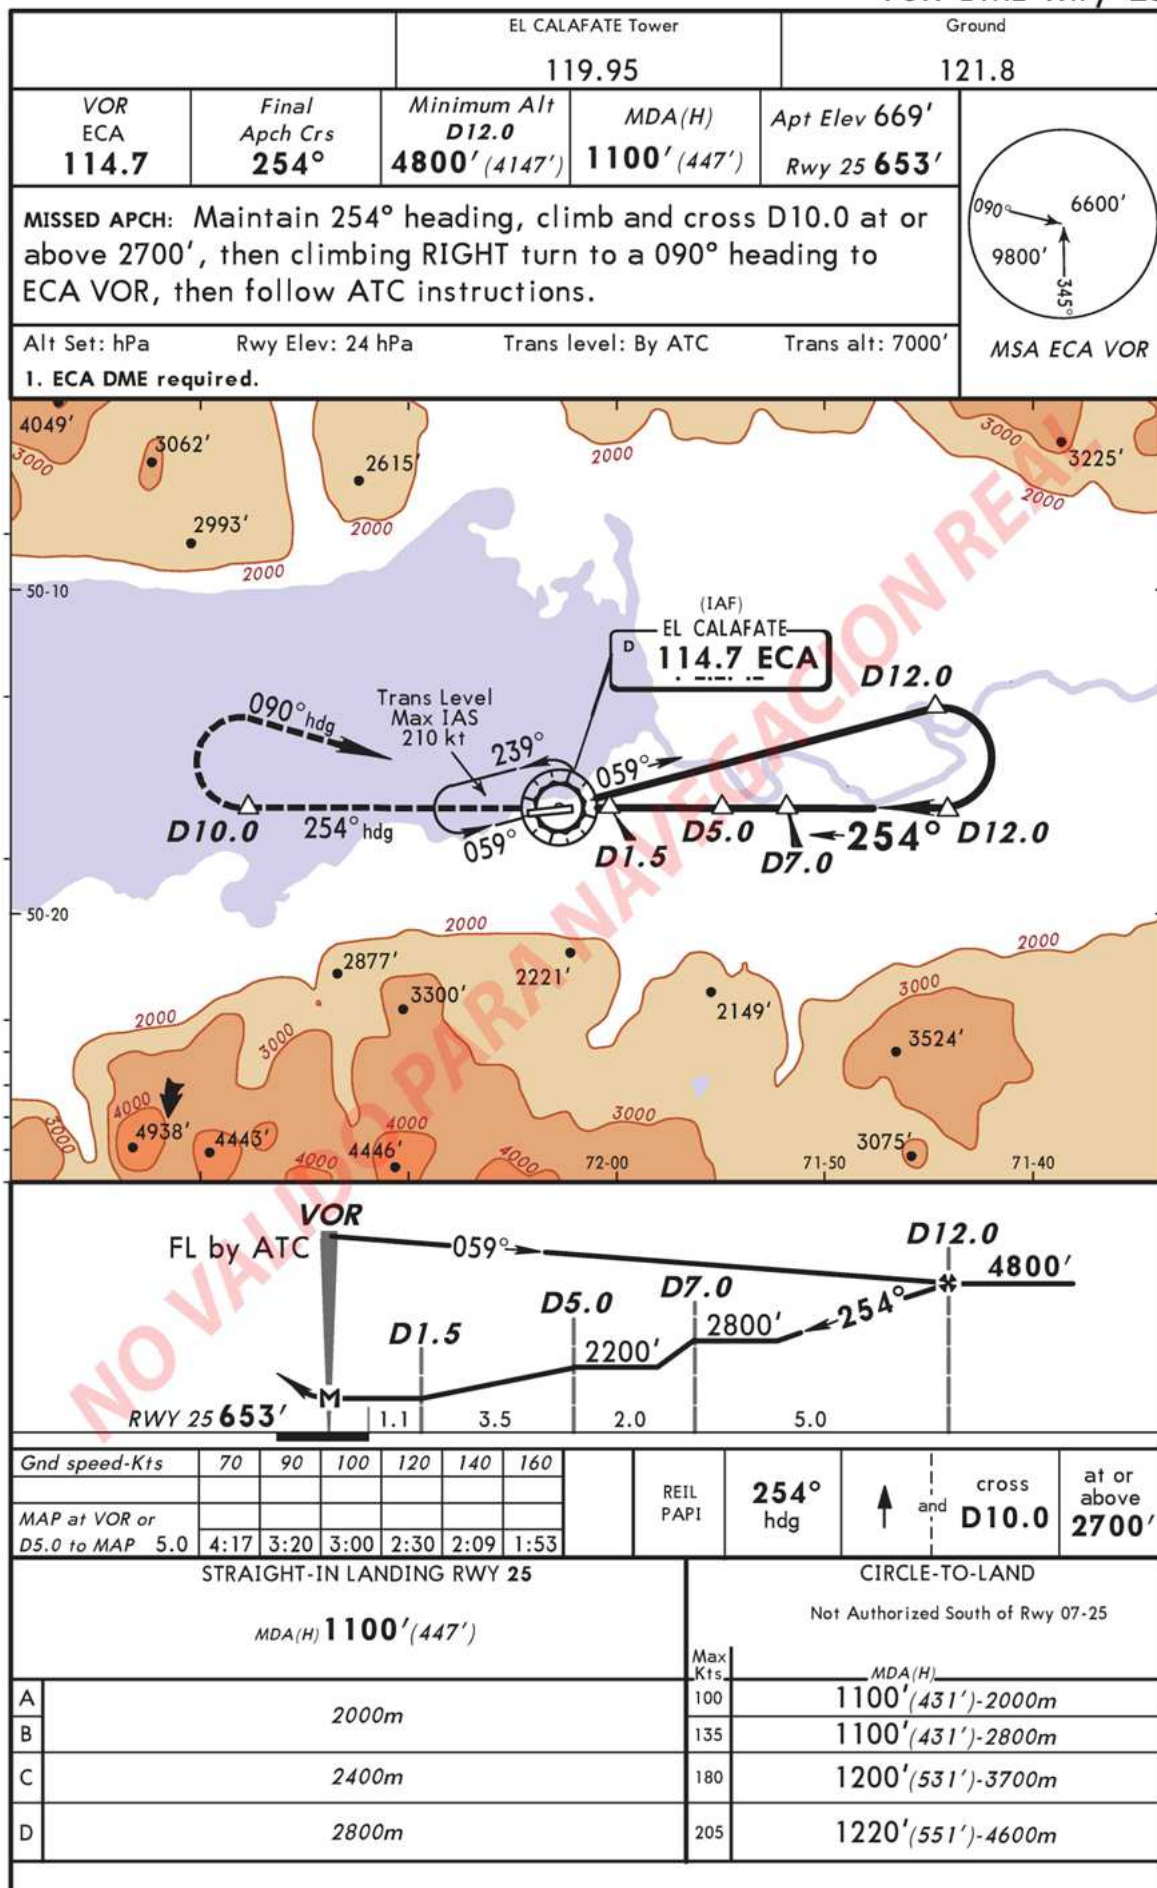 EL CALAFATE Tower
119.95
Ground
121.8
VOR
ECA
114.7
Final
Apch Crs
254°
Minimum Alt
D12.0
4800' (4147')
MDA(H)
1100' (447')
Apt Elev 669'
Rwy 25 653'
MISSED APCH: Maintain 254° heading, climb and cross D10.0 at or
above 2700', then climbing RIGHT turn to a 090° heading to
ECA VOR, then follow ATC instructions.
090°
6600'
9800'
345°
MSA ECA VOR
Alt Set: hPa Rwy Elev: 24 hPa Trans level: By ATC Trans alt: 7000'
1. ECA DME required.
4049'
3000
3062'
2615'
2993'
2000
2000
2000
3000
3225'
2000
50-10
(IAF)
EL CALAFATE
D 114.7 ECA
D12.0
090° hdg
Trans Level
Max IAS
210 kt
239°
059°
D10.0
254° hdg
059°
D1.5
D5.0
D7.0
254°
D12.0
50-20
2000
2877'
2221'
3300'
2149'
2000
3000
3524'
2000
3000
4000
3000
4938'
4443'
4000
4000
4446'
4000
3000
3075'
72-00
71-50
71-40
NO VALIDO PARA NAVEGACION REAL
VOR
FL by ATC
059°
D12.0
4800'
D7.0
254°
D5.0
2800'
D1.5
2200'
M
RWY 25 653'
1.1 3.5 2.0 5.0
Gnd speed-Kts 70 90 100 120 140 160
MAP at VOR or
D5.0 to MAP 5.0 4:17 3:20 3:00 2:30 2:09 1:53
REIL
PAPI
254°
hdg
and
cross
D10.0
at or
above
2700'
STRAIGHT-IN LANDING RWY 25
MDA(H) 1100' (447')
A
B
2000m
C 2400m
D 2800m
CIRCLE-TO-LAND
Not Authorized South of Rwy 07-25
Max
Kts
MDA(H)
100 1100' (431')-2000m
135 1100' (431')-2800m
180 1200' (531')-3700m
205 1220' (551')-4600m